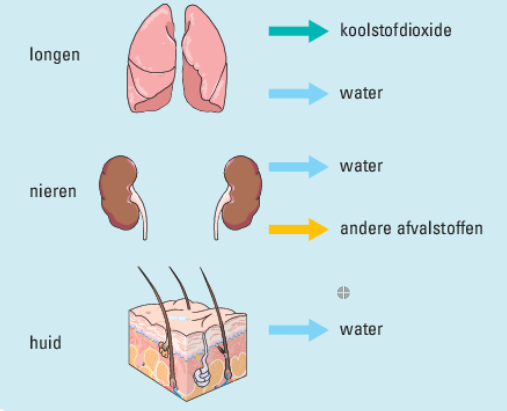 longen
koolstofdioxide
water
nieren
water
andere afvalstoffen
huid
water